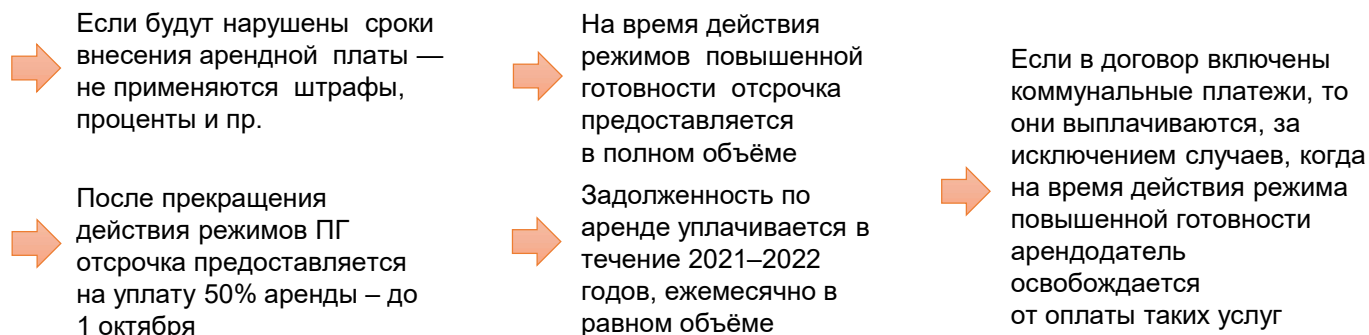 Если будут нарушены сроки
внесения арендной платы —
не применяются штрафы,
проценты и пр.
После прекращения
действия режимов ПГ
отсрочка предоставляется
на уплату 50% аренды – до
1 октября
На время действия
режимов повышенной
готовности отсрочка
предоставляется
в полном объёме
Задолженность по
аренде уплачивается в
течение 2021–2022
годов, ежемесячно в
равном объёме
Если в договор включены
коммунальные платежи, то
они выплачиваются, за
исключением случаев, когда
на время действия режима
повышенной готовности
арендодатель
освобождается
от оплаты таких услуг